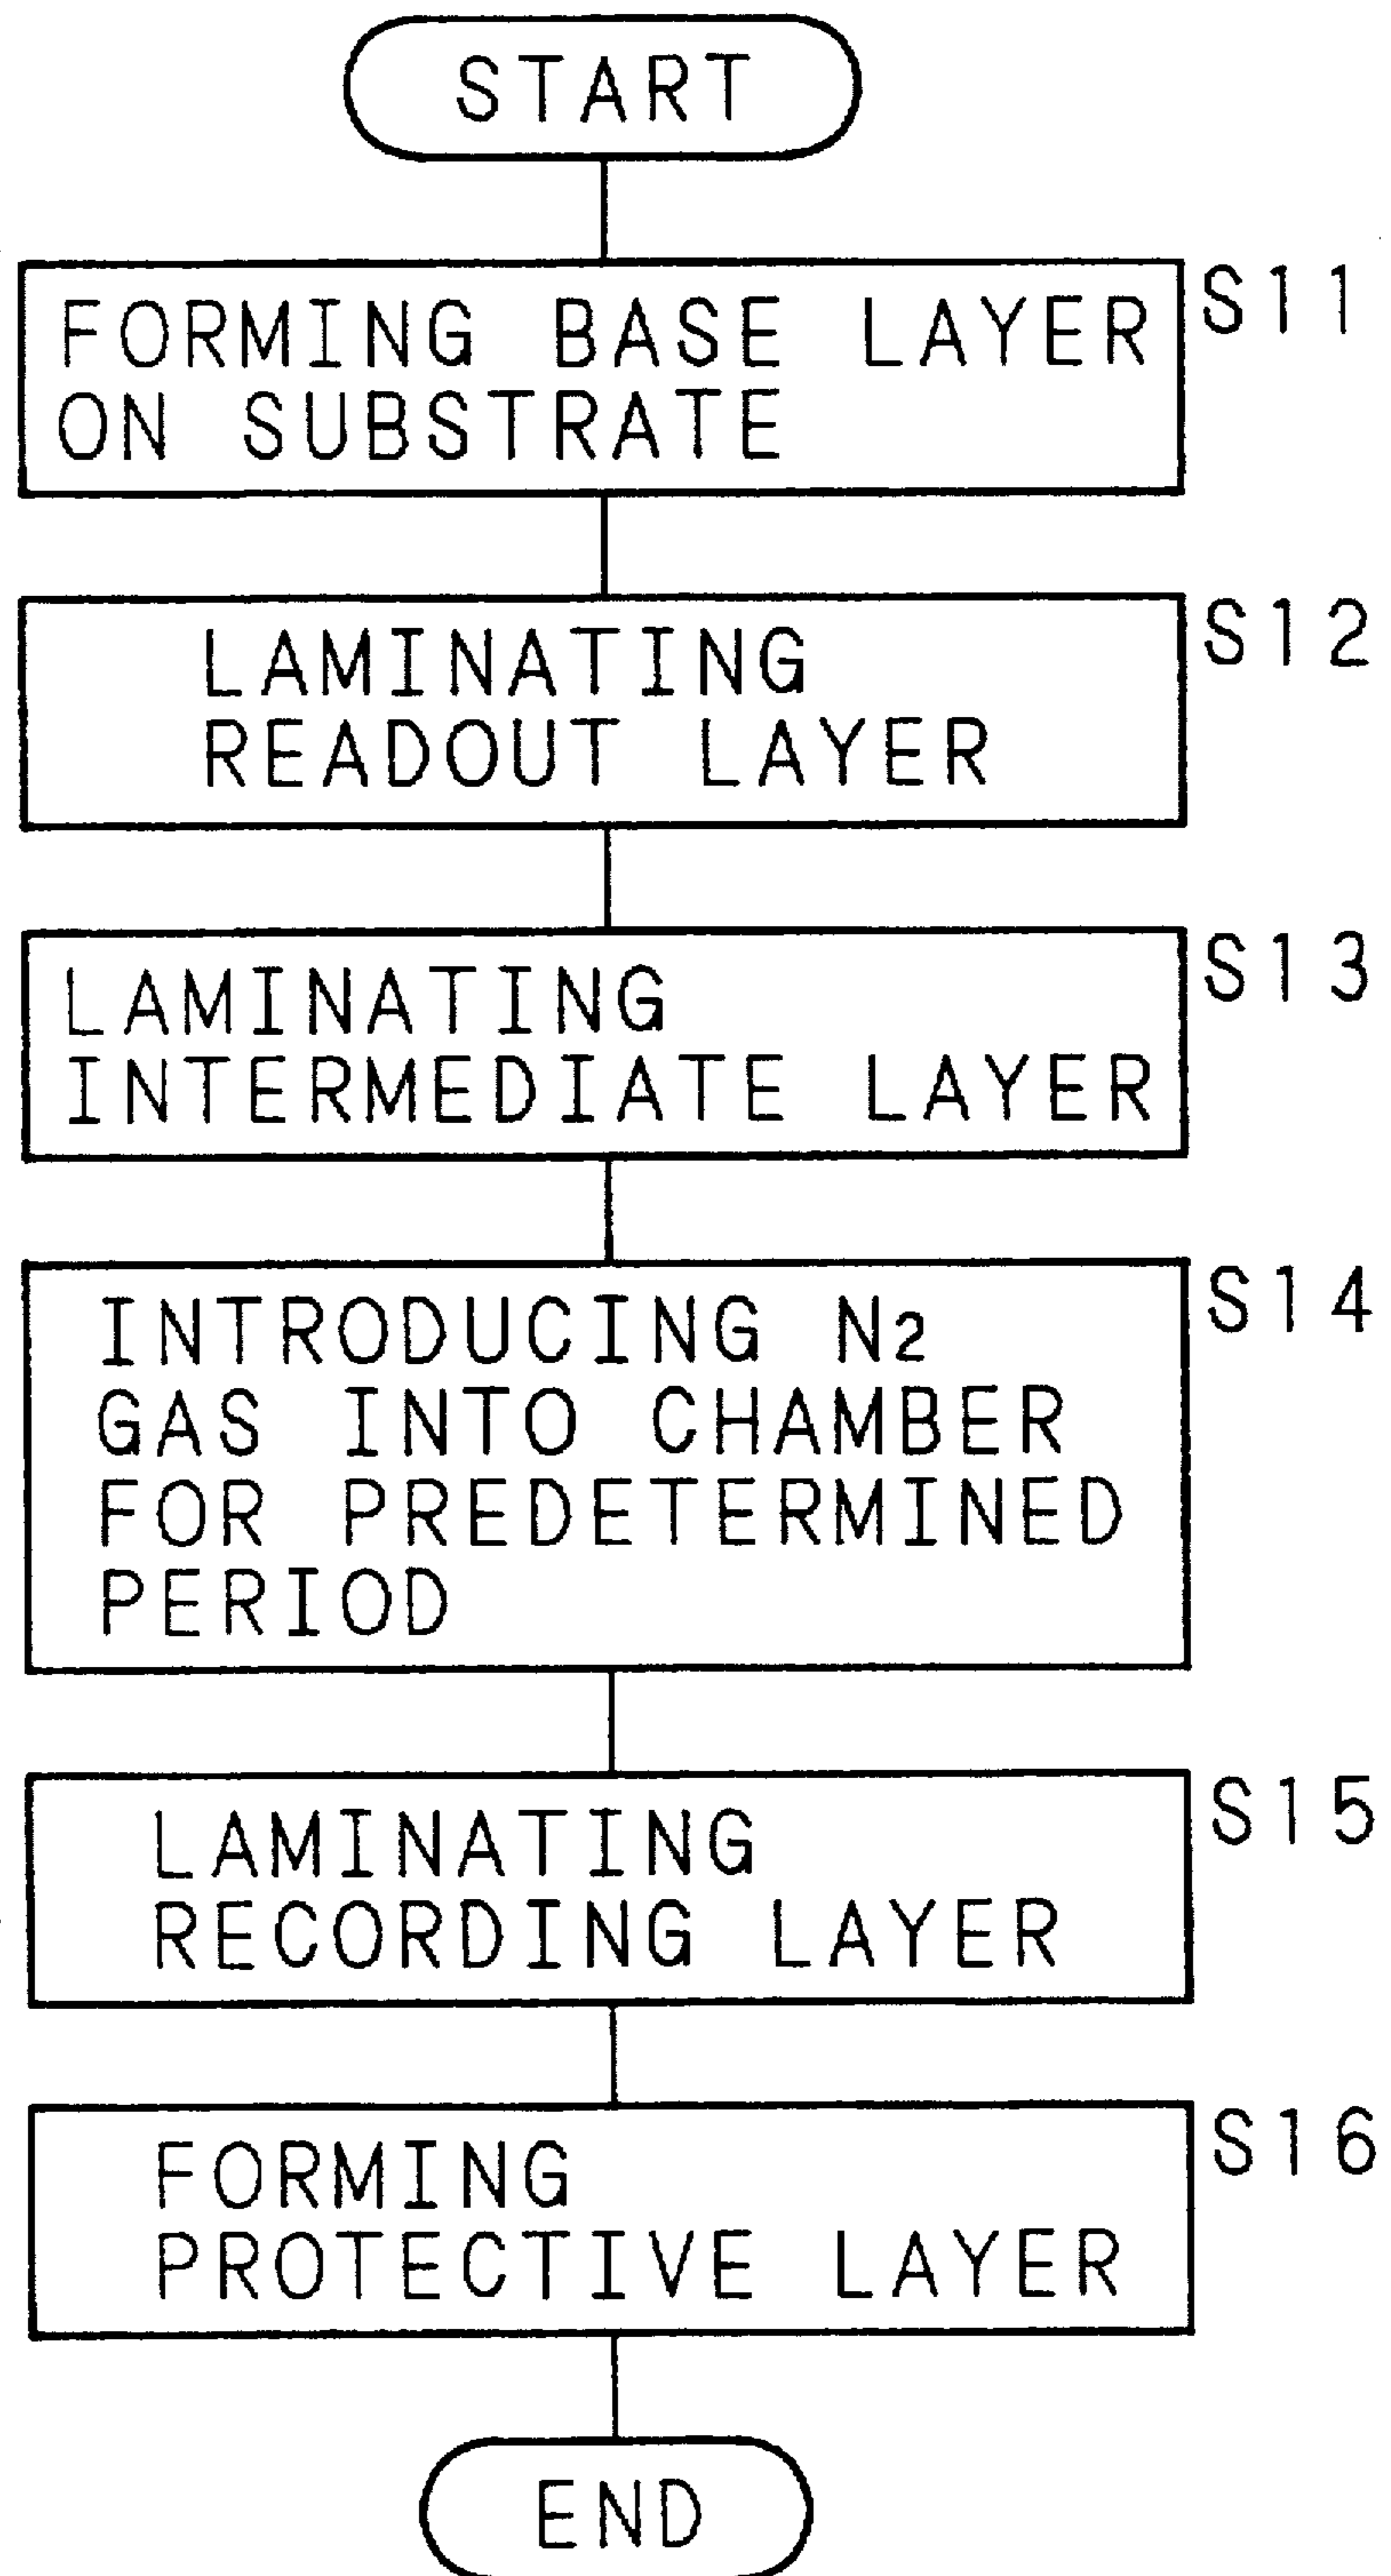 START
FORMING BASE LAYER
ON SUBSTRATE
S11
LAMINATING
READOUT LAYER
S12
LAMINATING
INTERMEDIATE LAYER
S13
INTRODUCING N2
GAS INTO CHAMBER
FOR PREDETERMINED
PERIOD
S14
LAMINATING
RECORDING LAYER
S15
FORMING
PROTECTIVE LAYER
S16
END